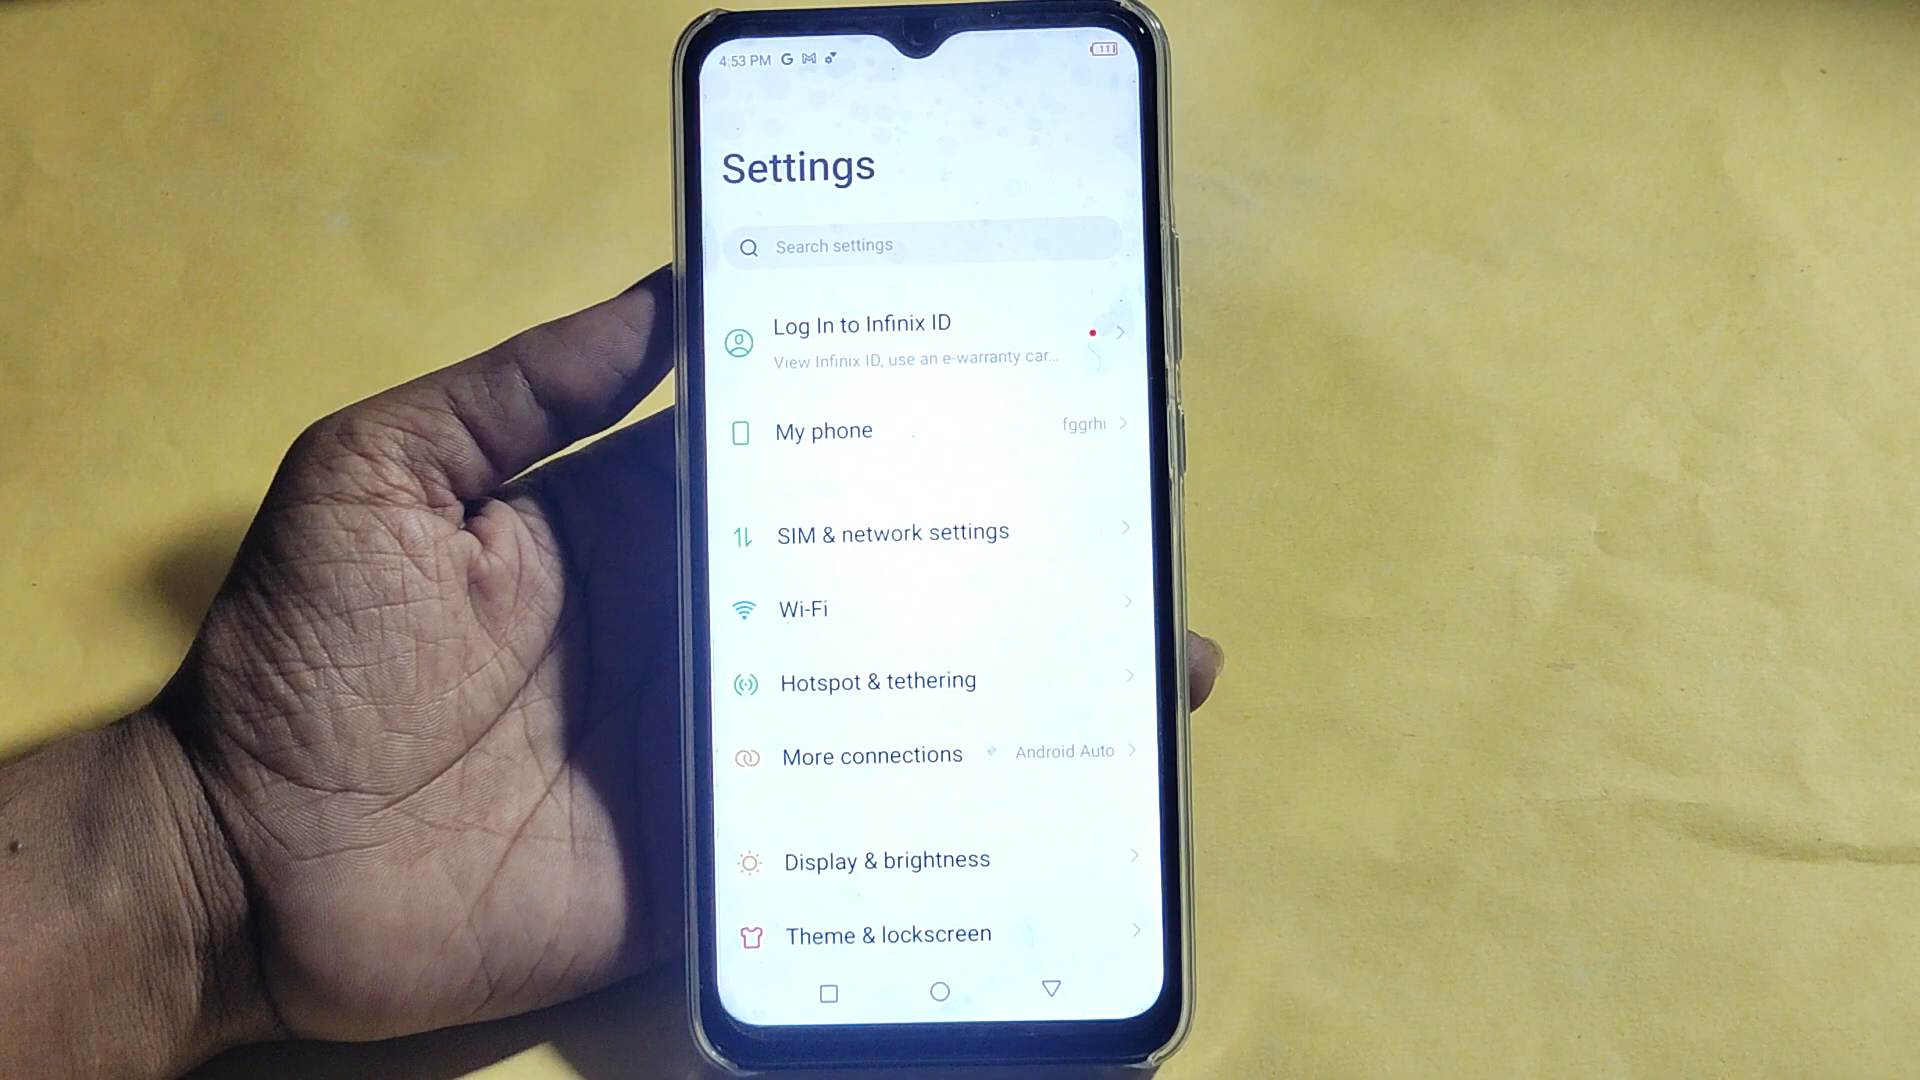 4:53 PM G M
11
Settings
Search settings
Log In to Infinix ID
View Infinix ID, use an e-warranty car...
My phone
fggrhi
SIM & network settings
Wi-Fi
Hotspot & tethering
More connections
Android Auto
Display & brightness
Theme & lockscreen